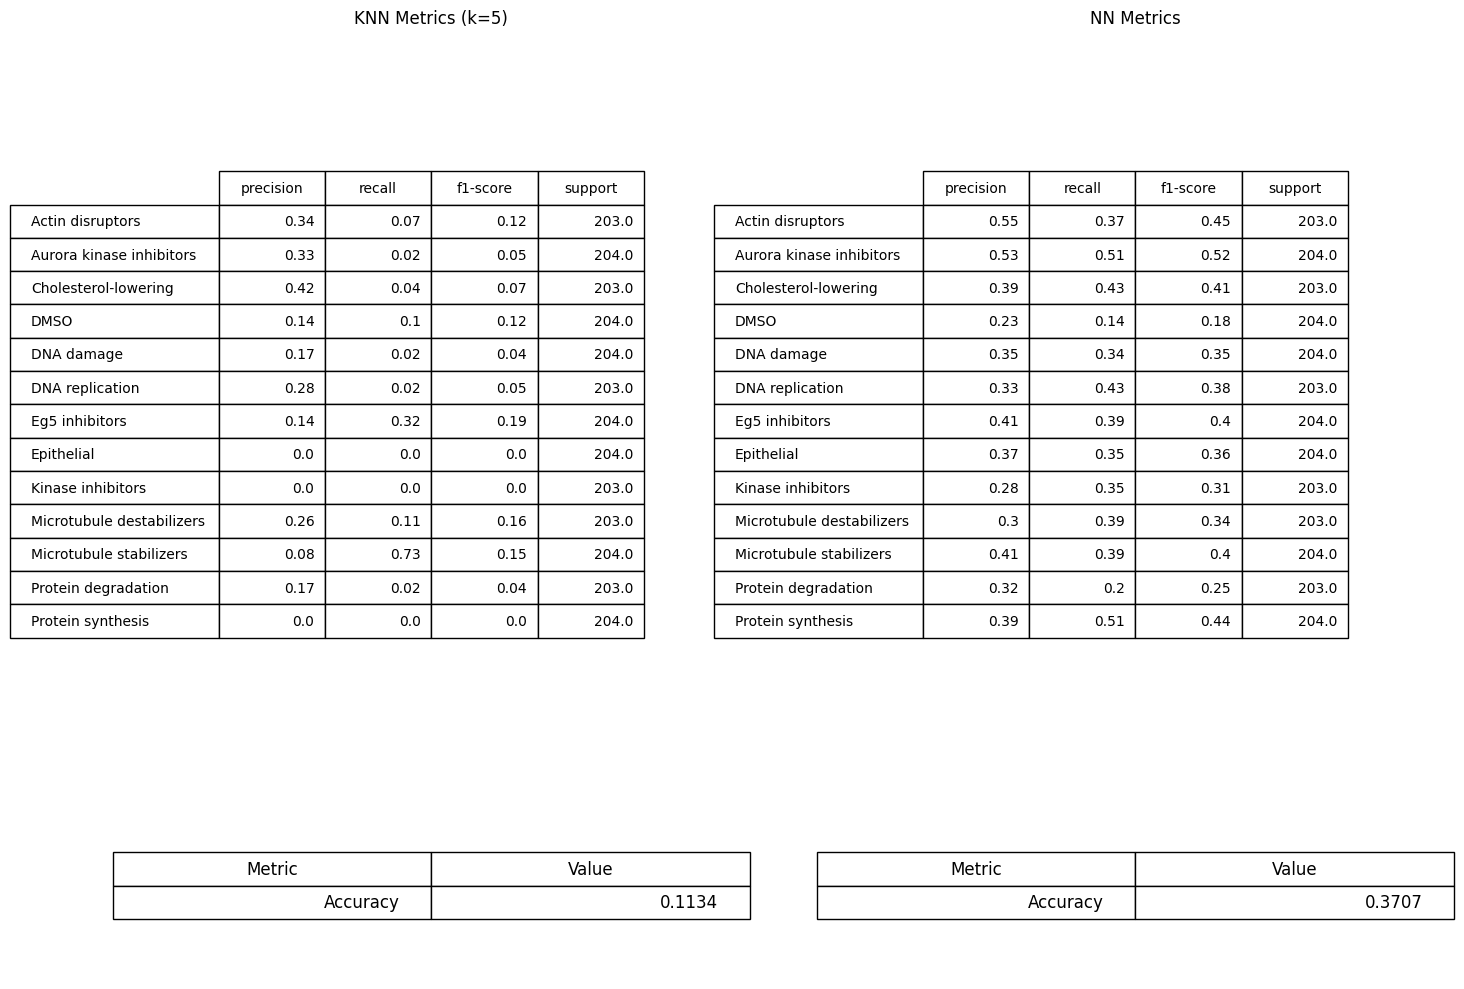 KNN Metrics (k=5)
precision recall f1-score support
Actin disruptors 0.34 0.07 0.12 203.0
Aurora kinase inhibitors 0.33 0.02 0.05 204.0
Cholesterol-lowering 0.42 0.04 0.07 203.0
DMSO 0.14 0.1 0.12 204.0
DNA damage 0.17 0.02 0.04 204.0
DNA replication 0.28 0.02 0.05 203.0
Eg5 inhibitors 0.14 0.32 0.19 204.0
Epithelial 0.0 0.0 0.0 204.0
Kinase inhibitors 0.0 0.0 0.0 203.0
Microtubule destabilizers 0.26 0.11 0.16 203.0
Microtubule stabilizers 0.08 0.73 0.15 204.0
Protein degradation 0.17 0.02 0.04 203.0
Protein synthesis 0.0 0.0 0.0 204.0
Metric Value
Accuracy 0.1134
NN Metrics
precision recall f1-score support
Actin disruptors 0.55 0.37 0.45 203.0
Aurora kinase inhibitors 0.53 0.51 0.52 204.0
Cholesterol-lowering 0.39 0.43 0.41 203.0
DMSO 0.23 0.14 0.18 204.0
DNA damage 0.35 0.34 0.35 204.0
DNA replication 0.33 0.43 0.38 203.0
Eg5 inhibitors 0.41 0.39 0.4 204.0
Epithelial 0.37 0.35 0.36 204.0
Kinase inhibitors 0.28 0.35 0.31 203.0
Microtubule destabilizers 0.3 0.39 0.34 203.0
Microtubule stabilizers 0.41 0.39 0.4 204.0
Protein degradation 0.32 0.2 0.25 203.0
Protein synthesis 0.39 0.51 0.44 204.0
Metric Value
Accuracy 0.3707